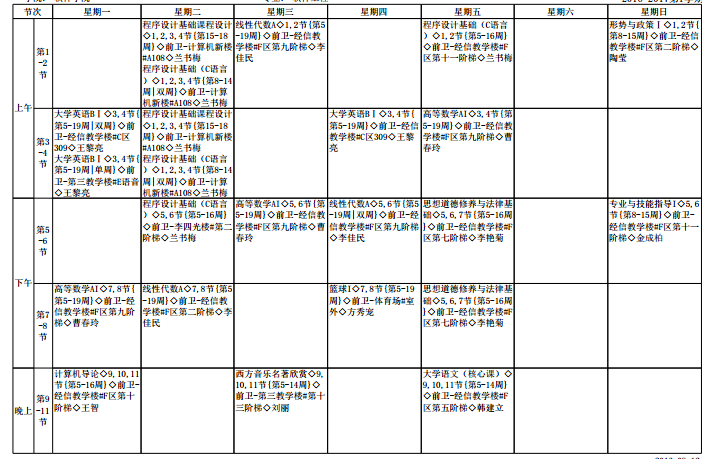 节次 星期一 星期二 星期三 星期四 星期五 星期六 星期日
上午
第1
-2
节
程序设计基础课程设计
◇1,2,3,4节{第15-18
周}◇前卫-计算机新楼
#A108◇兰书梅
程序设计基础（C语言
）◇1,2,3,4节{第8-14
周|双周}◇前卫-计算
机新楼#A108◇兰书梅
线性代数A◇1,2节{第
5-19周}◇前卫-经信教
学楼#F区第九阶梯◇李
佳民
程序设计基础（C语言）
◇1,2节{第5-16周}◇
前卫-经信教学楼#F区
第十一阶梯◇兰书梅
形势与政策Ⅰ◇1,2节
{第8-15周}◇前卫-经
信教学楼#F区第二阶梯◇
陶莹
第3
-4
节
大学英语BⅠ◇3,4节
{第5-19周|双周}◇前
卫-经信教学楼#C区
309◇王黎亮
大学英语BⅠ◇3,4节
{第5-19周|单周}◇前
卫-第三教学楼#E语音
◇王黎亮
程序设计基础课程设计
◇1,2,3,4节{第15-18
周}◇前卫-计算机新楼
#A108◇兰书梅
程序设计基础（C语言
）◇1,2,3,4节{第8-14
周|双周}◇前卫-计算
机新楼#A108◇兰书梅
大学英语BⅠ◇3,4节
{第5-19周}◇前卫-经信
教学楼#C区309◇王黎
亮
高等数学AI◇3,4节{第
5-19周}◇前卫-经信教
学楼#F区第九阶梯◇曹
春玲
下午
第5
-6
节
程序设计基础（C语言
）◇5,6节{第5-16周}
◇前卫-李四光楼#第二
阶梯◇兰书梅
高等数学AI◇5,6节{第
5-19周}◇前卫-经信教
学楼#F区第九阶梯◇曹
春玲
线性代数A◇5,6节{第
5-19周|双周}◇前卫-
经信教学楼#F区第九阶梯
◇李佳民
思想道德修养与法律基
础◇5,6,7节{第5-16周
}◇前卫-经信教学楼#F
区第七阶梯◇李艳菊
专业与技能指导Ⅰ◇5,6
节{第8-15周}◇前卫-
经信教学楼#F区第十一
阶梯◇金成柏
第7
-8
节
高等数学AI◇7,8节
{第5-19周}◇前卫-经
信教学楼#F区第九阶
梯◇曹春玲
线性代数A◇7,8节{第
5-19周}◇前卫-经信教
学楼#F区第二阶梯◇李
佳民
篮球Ⅰ◇7,8节{第5-19
周}◇前卫-体育场#室
外◇方秀宠
思想道德修养与法律基
础◇5,6,7节{第5-16周
}◇前卫-经信教学楼#F
区第七阶梯◇李艳菊
晚上
第9
-11
节
计算机导论◇9,10,11
节{第5-16周}◇前卫-
经信教学楼#F区第十
阶梯◇王智
西方音乐名著欣赏◇9,
10,11节{第5-14周}◇
前卫-第三教学楼#第十
三阶梯◇刘丽
大学语文（核心课）◇
9,10,11节{第5-14周}
◇前卫-经信教学楼#F
区第五阶梯◇韩建立